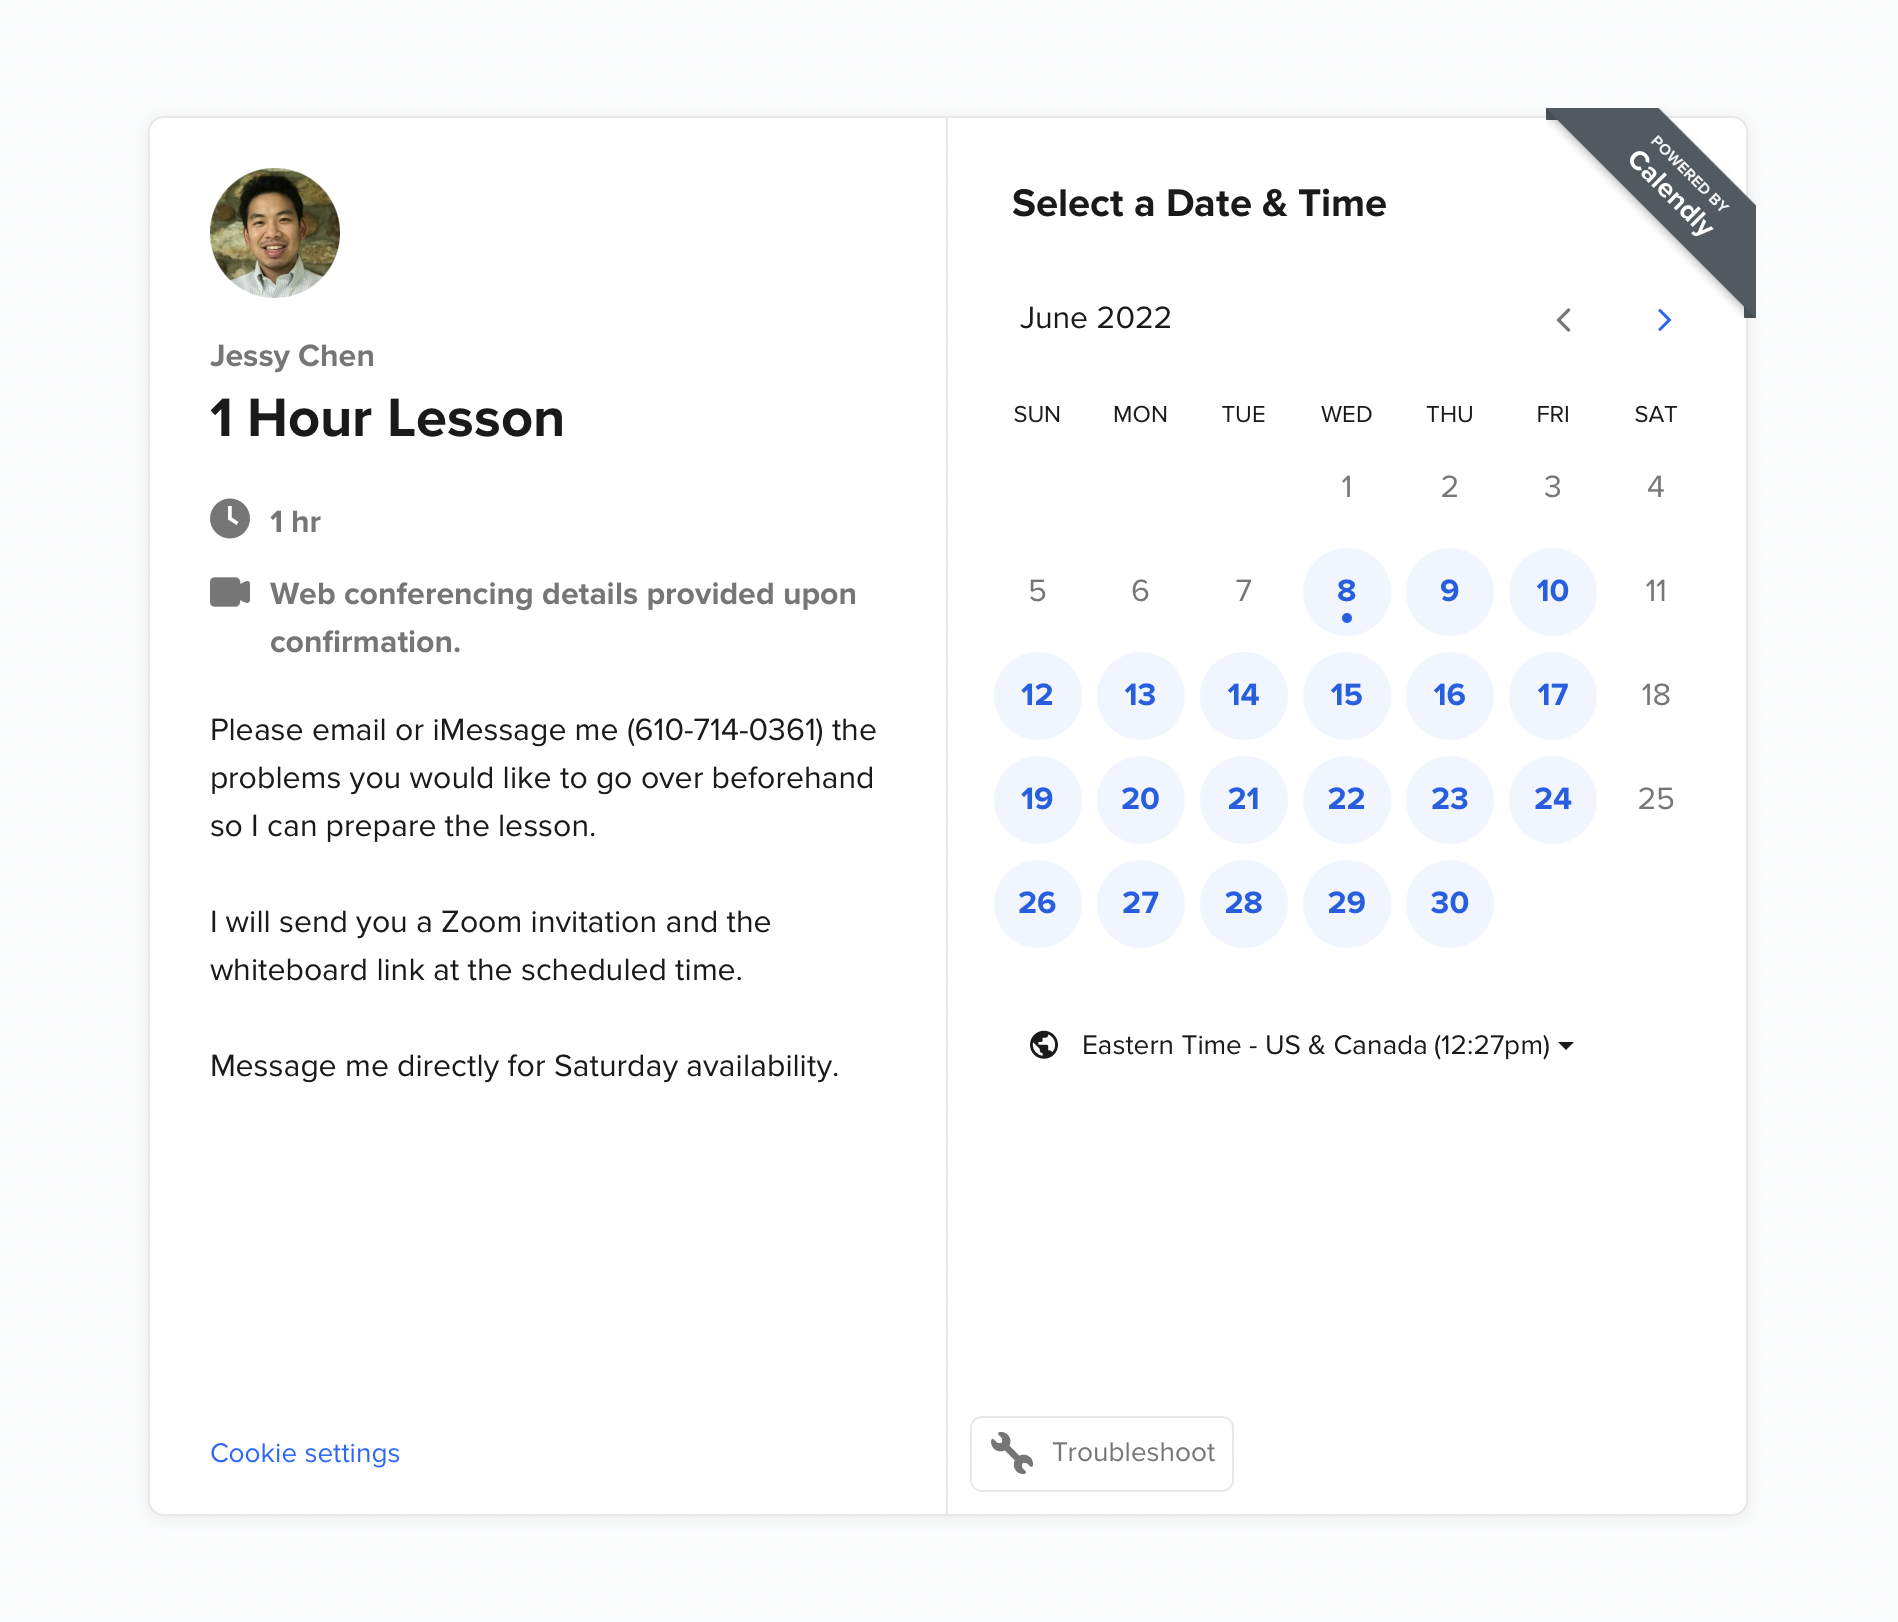 Jessy Chen
1 Hour Lesson
1 hr
Web conferencing details provided upon
confirmation.
Please email or iMessage me (610-714-0361) the
problems you would like to go over beforehand
so I can prepare the lesson.
I will send you a Zoom invitation and the
whiteboard link at the scheduled time.
Message me directly for Saturday availability.
Cookie settings
POWERED BY
Calendly
Select a Date & Time
June 2022
SUN MON TUE WED THU FRI SAT
1 2 3 4
5 6 7 8 9 10 11
12 13 14 15 16 17 18
19 20 21 22 23 24 25
26 27 28 29 30
Eastern Time - US & Canada (12:27pm)
Troubleshoot